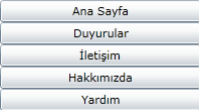 Ana Sayfa
Duyurular
İletişim
Hakkımızda
Yardım